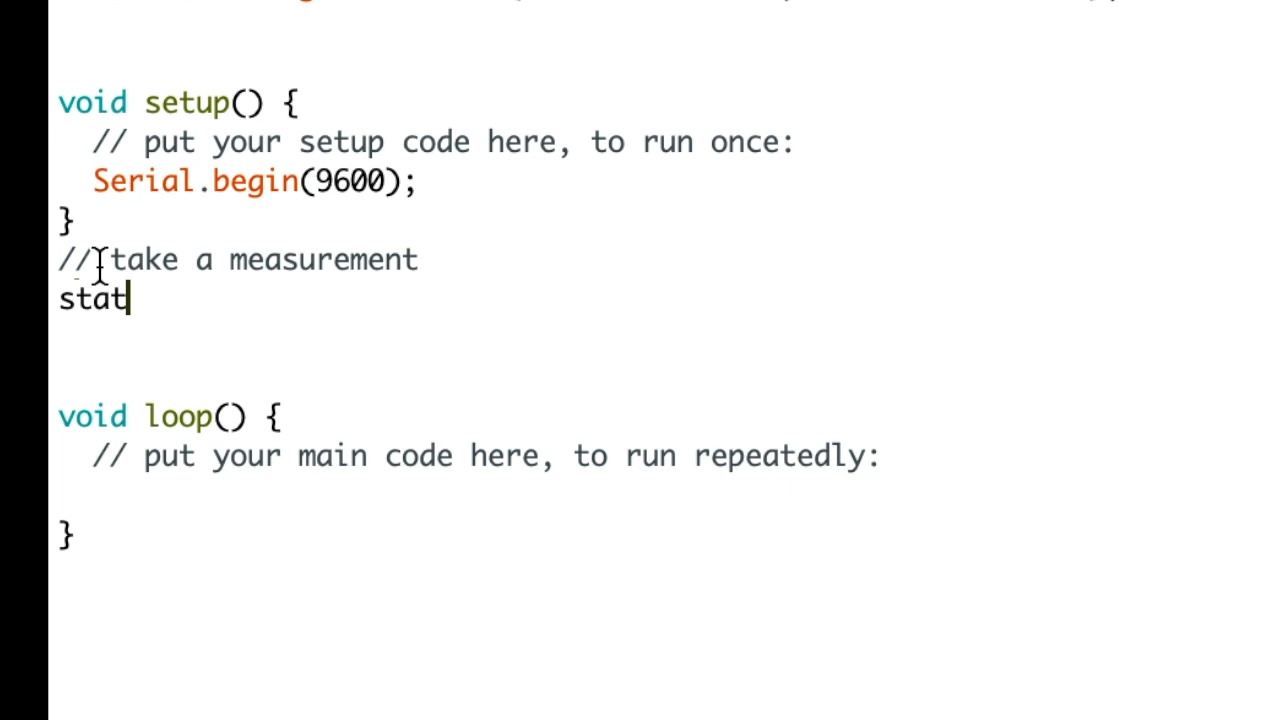 void setup() {
// put your setup code here, to run once:
Serial.begin(9600);
}
// take a measurement
stat
void loop() {
// put your main code here, to run repeatedly:
}